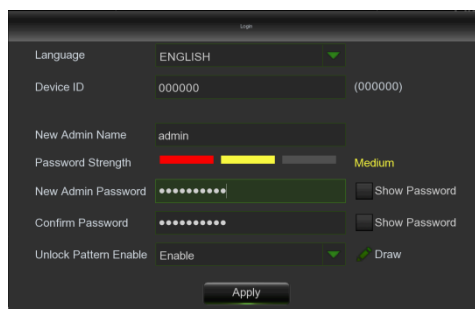 Login
Language ENGLISH
Device ID 000000 (000000)
New Admin Name admin
Password Strength Medium
New Admin Password ●●●●●●●●●● Show Password
Confirm Password ●●●●●●●●●● Show Password
Unlock Pattern Enable Enable Draw
Apply